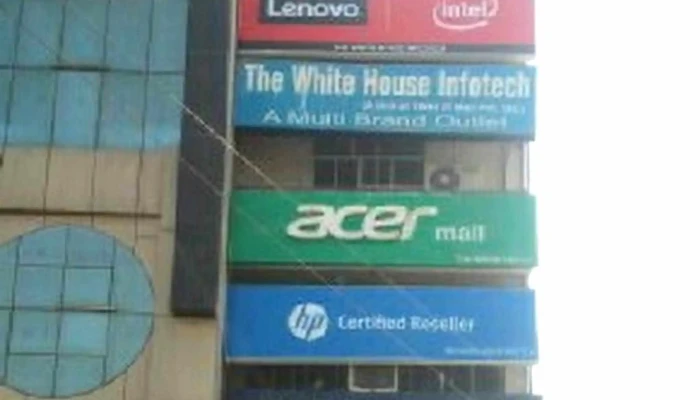 Lenovo
intel
The White House Infotech
A Multi Brand Outlet
acer mall
hp Certified Reseller